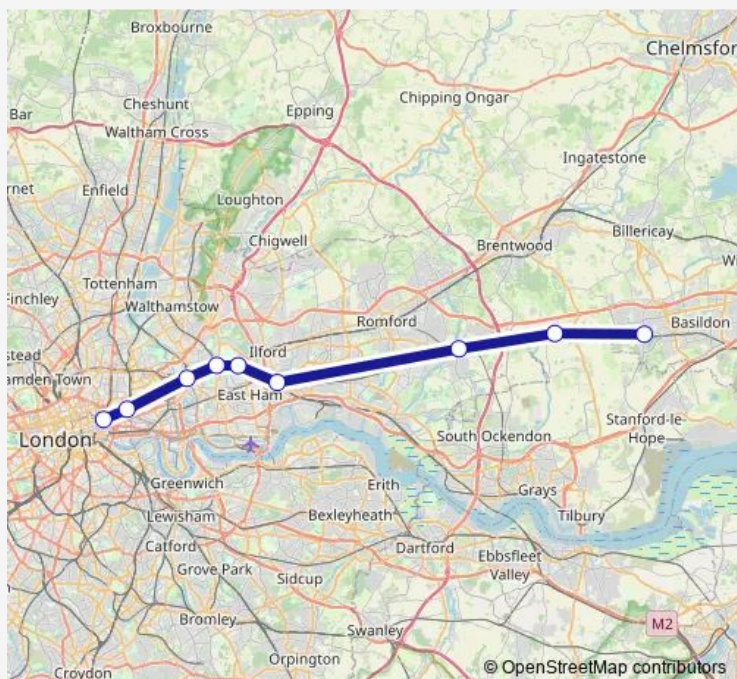 Broxbourne
Chelmsfor
Bar
Cheshunt
Epping
Chipping Ongar
Waltham Cross
Ingatestone
rnet
Enfield
Loughton
Billericay
Chigwell
Brentwood
Wi
Tottenham
Finchley
Walthamstow
Romford
Basildon
stead
Ilford
amden Town
East Ham
Stanford-le
-Hope
London
South Ockendon
Greenwich
Erith
Grays
Lewisham
Bexleyheath
Tilbury
Catford
Dartford
Ebbsfleet
Valley
Grove Park
Sidcup
Bromley
Swanley
M2
Orpington
Croydon
© OpenStreetMap contributors